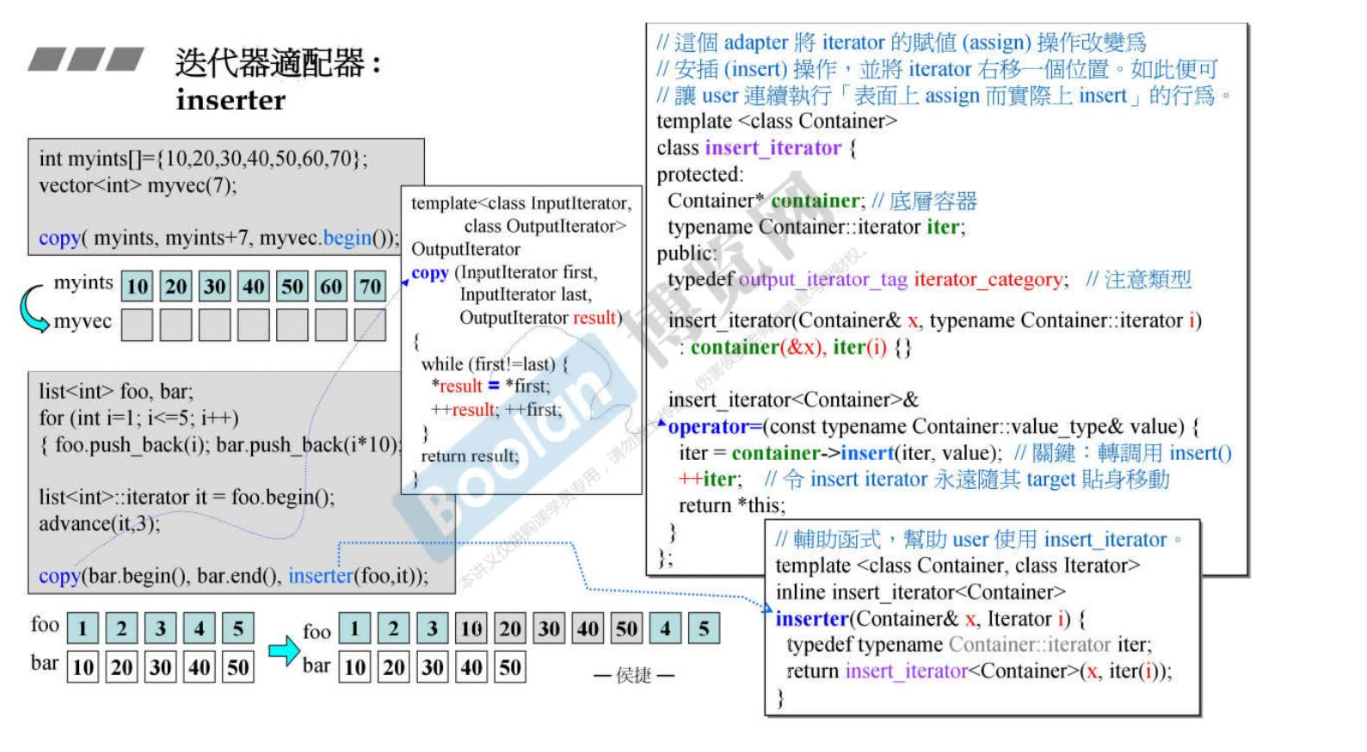 迭代器適配器:
inserter
int myints[]={10,20,30,40,50,60,70};
vector<int> myvec(7);
copy( myints, myints+7, myvec.begin());
myints 10 20 30 40 50 60 70
myvec
list<int> foo, bar;
for (int i=1; i<=5; i++)
{ foo.push_back(i); bar.push_back(i*10);
list<int>::iterator it = foo.begin();
advance(it,3);
copy(bar.begin(), bar.end(), inserter(foo,it));
foo 1 2 3 4 5
bar 10 20 30 40 50
foo 1 2 3 10 20 30 40 50 4 5
bar 10 20 30 40 50
— 侯捷 —
template<class InputIterator,
class OutputIterator>
OutputIterator
copy (InputIterator first,
InputIterator last,
OutputIterator result)
{
while (first!=last) {
*result = *first;
++result; ++first;
}
return result;
}
// 這個 adapter 將 iterator 的賦值 (assign) 操作改變爲
// 安插 (insert) 操作,並將 iterator 右移一個位置。如此便可
// 讓 user 連續執行「表面上 assign 而實際上 insert」的行爲。
template <class Container>
class insert_iterator {
protected:
Container* container; // 底層容器
typename Container::iterator iter;
public:
typedef output_iterator_tag iterator_category; // 注意類型
insert_iterator(Container& x, typename Container::iterator i)
: container(&x), iter(i) {}
insert_iterator<Container>&
operator=(const typename Container::value_type& value) {
iter = container->insert(iter, value); // 關鍵:轉調用 insert()
++iter; // 令 insert iterator 永遠隨其 target 貼身移動
return *this;
}
};
// 輔助函式,幫助 user 使用 insert_iterator。
template <class Container, class Iterator>
inline insert_iterator<Container>
inserter(Container& x, Iterator i) {
typedef typename Container::iterator iter;
return insert_iterator<Container>(x, iter(i));
}
Boolan 博览网